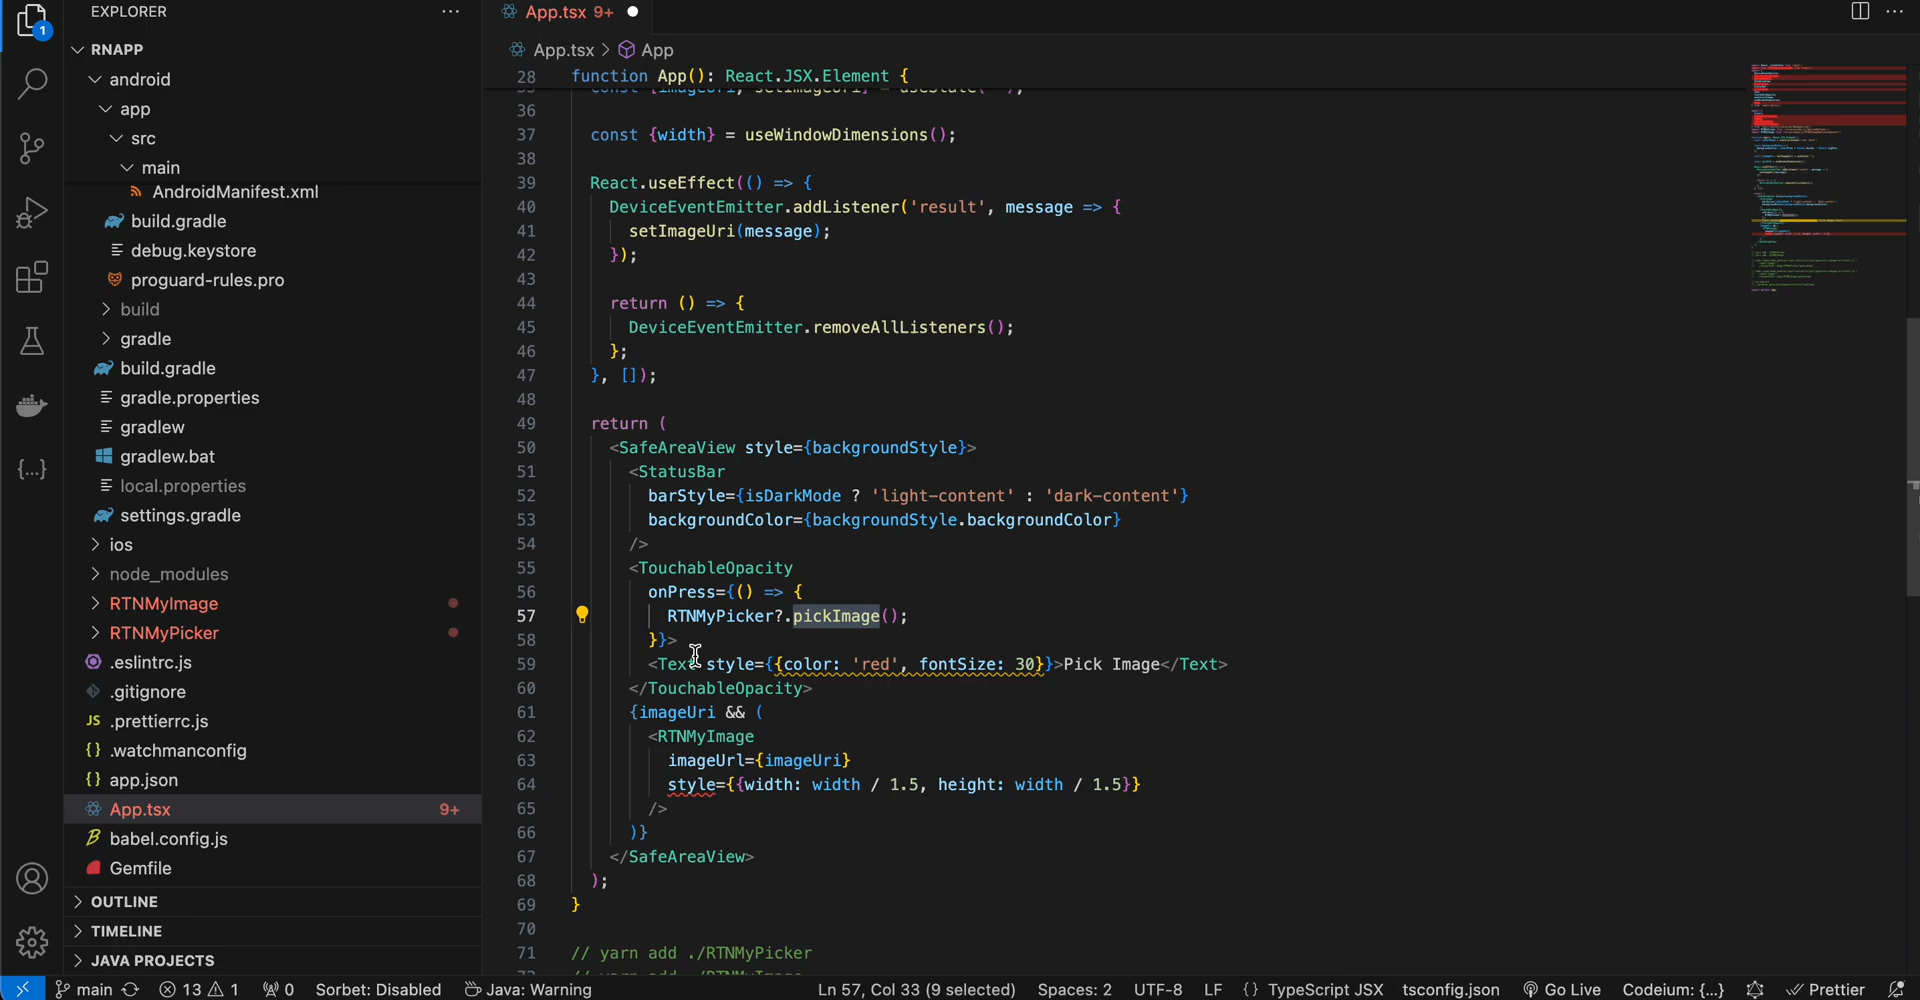 EXPLORER
1
RNAPP
android
app
src
main
AndroidManifest.xml
build.gradle
debug.keystore
proguard-rules.pro
build
gradle
build.gradle
gradle.properties
gradlew
gradlew.bat
local.properties
settings.gradle
ios
node_modules
RTNMyImage
RTNMyPicker
.eslintrc.js
.gitignore
JS .prettierrc.js
{} .watchmanconfig
{} app.json
App.tsx 9+
babel.config.js
Gemfile
OUTLINE
TIMELINE
JAVA PROJECTS
App.tsx 9+
App.tsx > App
28 function App(): React.JSX.Element {
36
37 const {width} = useWindowDimensions();
38
39 React.useEffect(() => {
40 DeviceEventEmitter.addListener('result', message => {
41 setImageUri(message);
42 });
43
44 return () => {
45 DeviceEventEmitter.removeAllListeners();
46 };
47 }, []);
48
49 return (
50 <SafeAreaView style={backgroundStyle}>
51 <StatusBar
52 barStyle={isDarkMode ? 'light-content' : 'dark-content'}
53 backgroundColor={backgroundStyle.backgroundColor}
54 />
55 <TouchableOpacity
56 onPress={() => {
57 RTNMyPicker?.pickImage();
58 }}>
59 <Text style={{color: 'red', fontSize: 30}}>Pick Image</Text>
60 </TouchableOpacity>
61 {imageUri && (
62 <RTNMyImage
63 imageUrl={imageUri}
64 style={{width: width / 1.5, height: width / 1.5}}
65 />
66 )}
67 </SafeAreaView>
68 );
69 }
70
71 // yarn add ./RTNMyPicker
main 13 1 0 Sorbet: Disabled Java: Warning Ln 57, Col 33 (9 selected) Spaces: 2 UTF-8 LF {} TypeScript JSX tsconfig.json Go Live Codeium: {...} Prettier